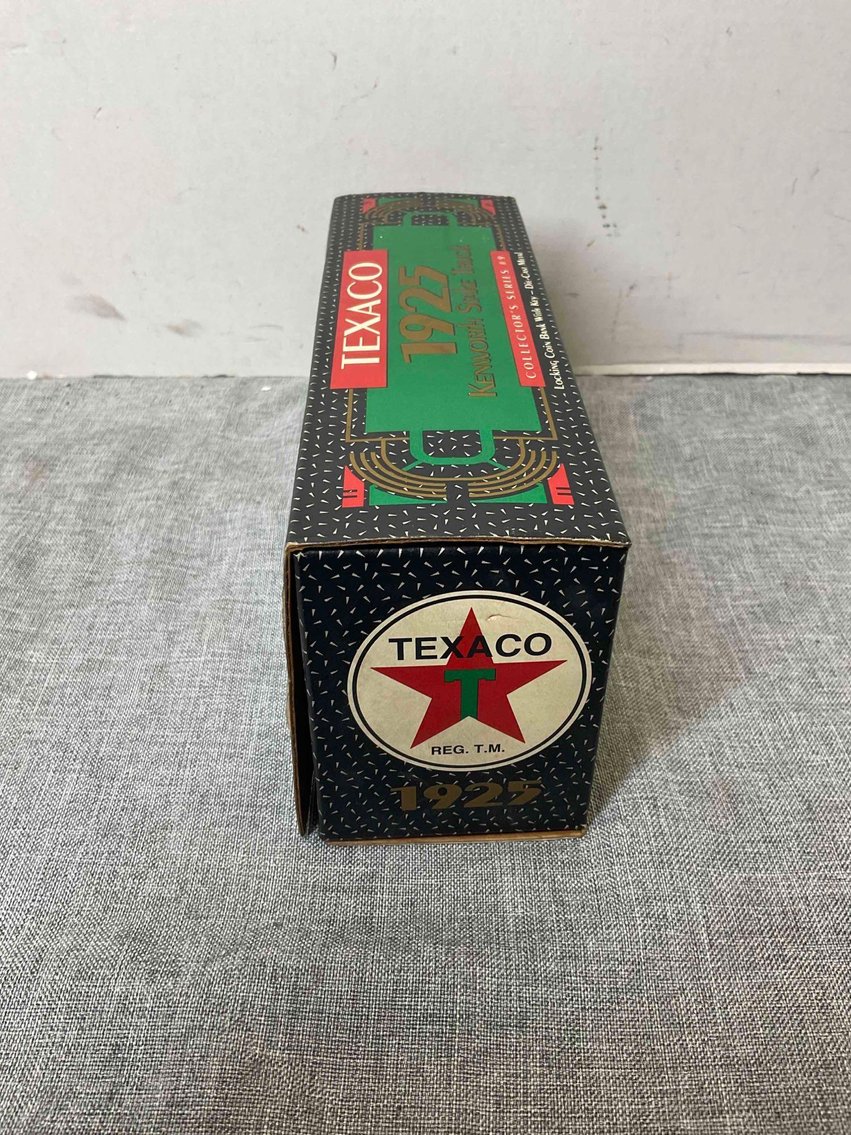 TEXACO
1925
KENWORTH STAKE TRUCK
COLLECTOR'S SERIES #9
Locking Coin Bank With Key – Die-Cast Metal
TEXACO
T
REG. T.M.
1925